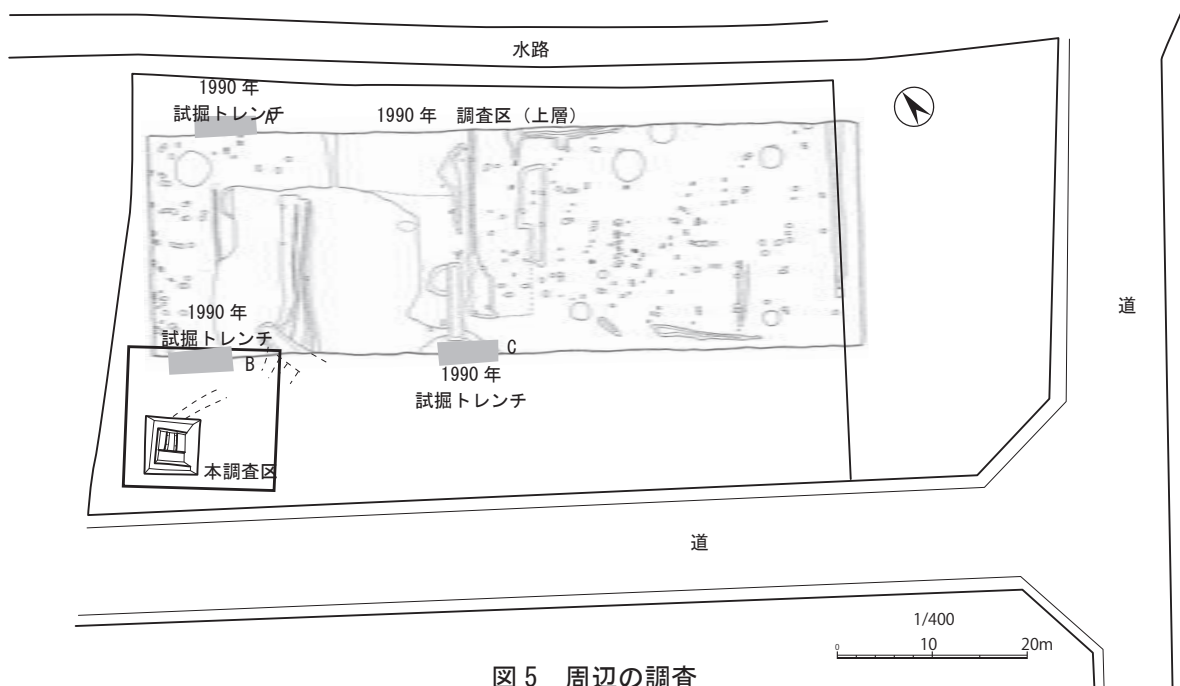 水路
1990 年
試掘トレンチ
A
1990 年　調査区（上層）
道
1990 年
試掘トレンチ
B
C
1990 年
試掘トレンチ
本調査区
道
1/400
0 10 20m
図 5　周辺の調査